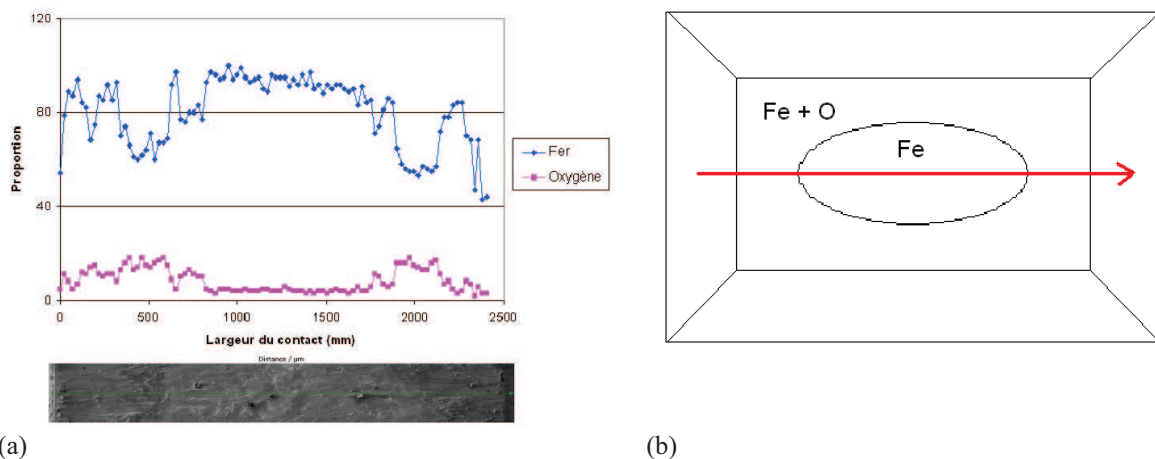 120
80
40
0
Proportion
0
500
1000
1500
2000
2500
Largeur du contact (mm)
Fer
Oxygène
Distance / µm
Fe + O
Fe
(a)
(b)